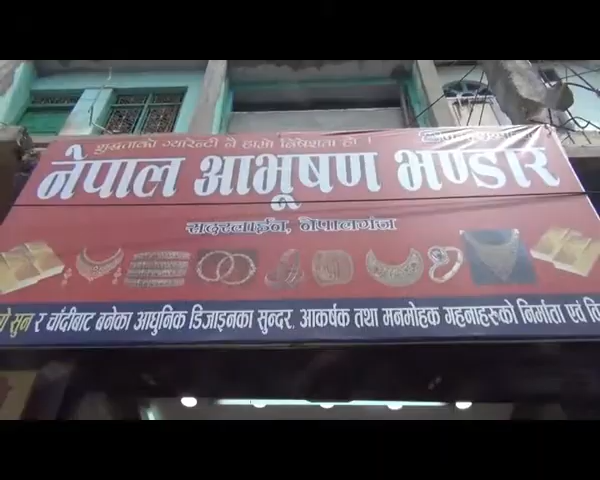 शुद्धताको ग्यारेन्टी नै हाम्रो विशेषता हो ।
नेपाल आभूषण भण्डार
सदरलाईन, नेपालगंज
सुन र चाँदीबाट बनेका आधुनिक डिजाइनका सुन्दर, आकर्षक तथा मनमोहक गहनाहरूको निर्माता एवं